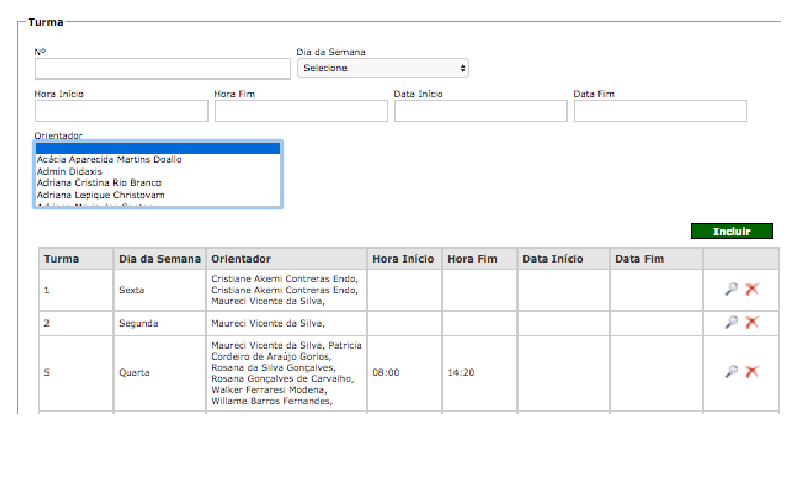 Turma
Nº
Dia da Semana
Selecione
Hora Início
Hora Fim
Data Início
Data Fim
Orientador
Acácia Aparecida Martins Doallo
Admin Didaxis
Adriana Cristina Rio Branco
Adriana Lepique Christovam
Incluir
Turma Dia da Semana Orientador Hora Início Hora Fim Data Início Data Fim
1 Sexta
Cristiane Akemi Contreras Endo,
Cristiane Akemi Contreras Endo,
Maureci Vicente da Silva,
2 Segunda Maureci Vicente da Silva,
5 Quarta
Maureci Vicente da Silva, Patricia
Cordeiro de Araújo Gorios,
Rosana da Silva Gonçalves,
Rosana Gonçalves de Carvalho,
Walker Ferraresi Modena,
Willame Barros Fernandes,
08:00 14:20